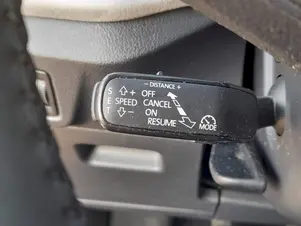 − DISTANCE +
S + OFF
E SPEED CANCEL
T − ON
RESUME
MODE